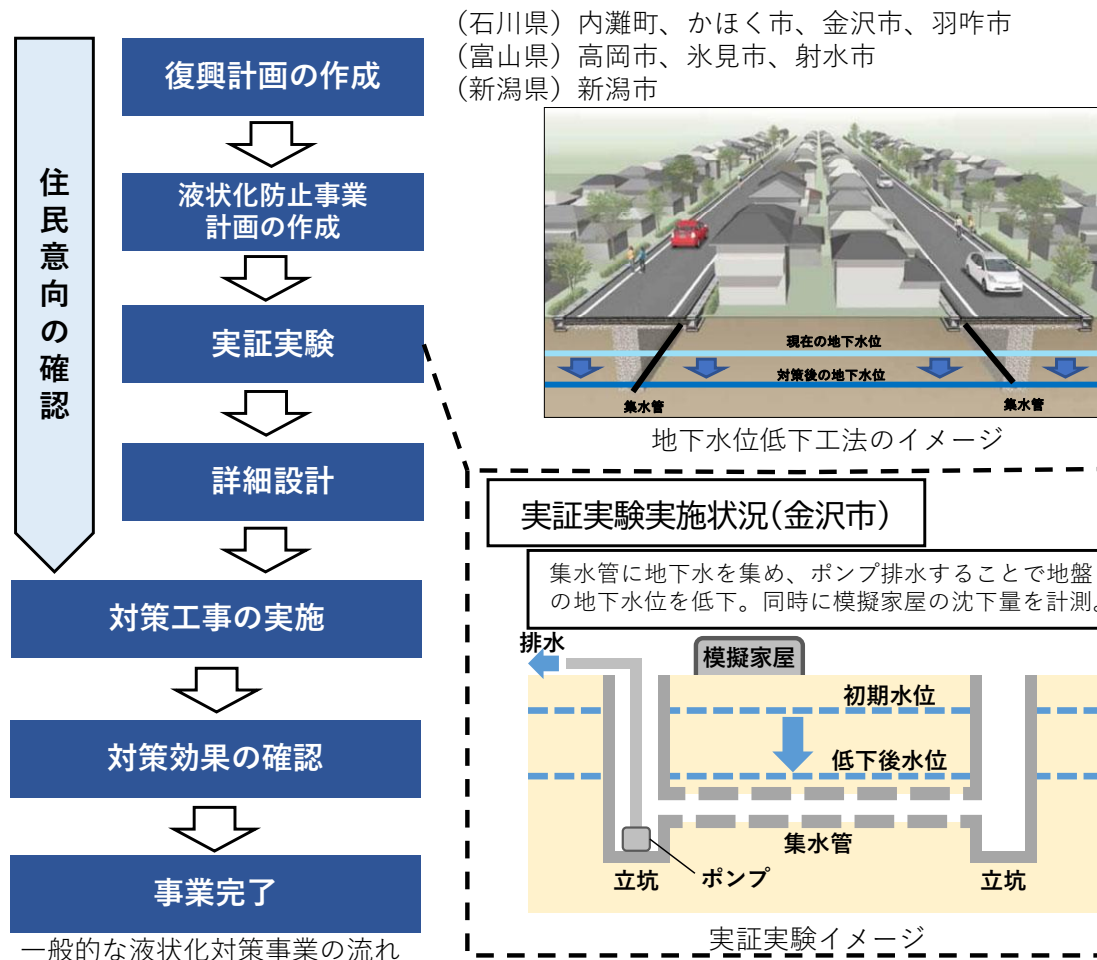 (石川県) 内灘町、かほく市、金沢市、羽咋市
(富山県) 高岡市、氷見市、射水市
(新潟県) 新潟市
住民意向の確認
復興計画の作成
液状化防止事業
計画の作成
実証実験
詳細設計
対策工事の実施
対策効果の確認
事業完了
一般的な液状化対策事業の流れ
現在の地下水位
対策後の地下水位
集水管
集水管
地下水位低下工法のイメージ
実証実験実施状況(金沢市)
集水管に地下水を集め、ポンプ排水することで地盤
の地下水位を低下。同時に模擬家屋の沈下量を計測。
排水
模擬家屋
初期水位
低下後水位
集水管
立坑
ポンプ
立坑
実証実験イメージ